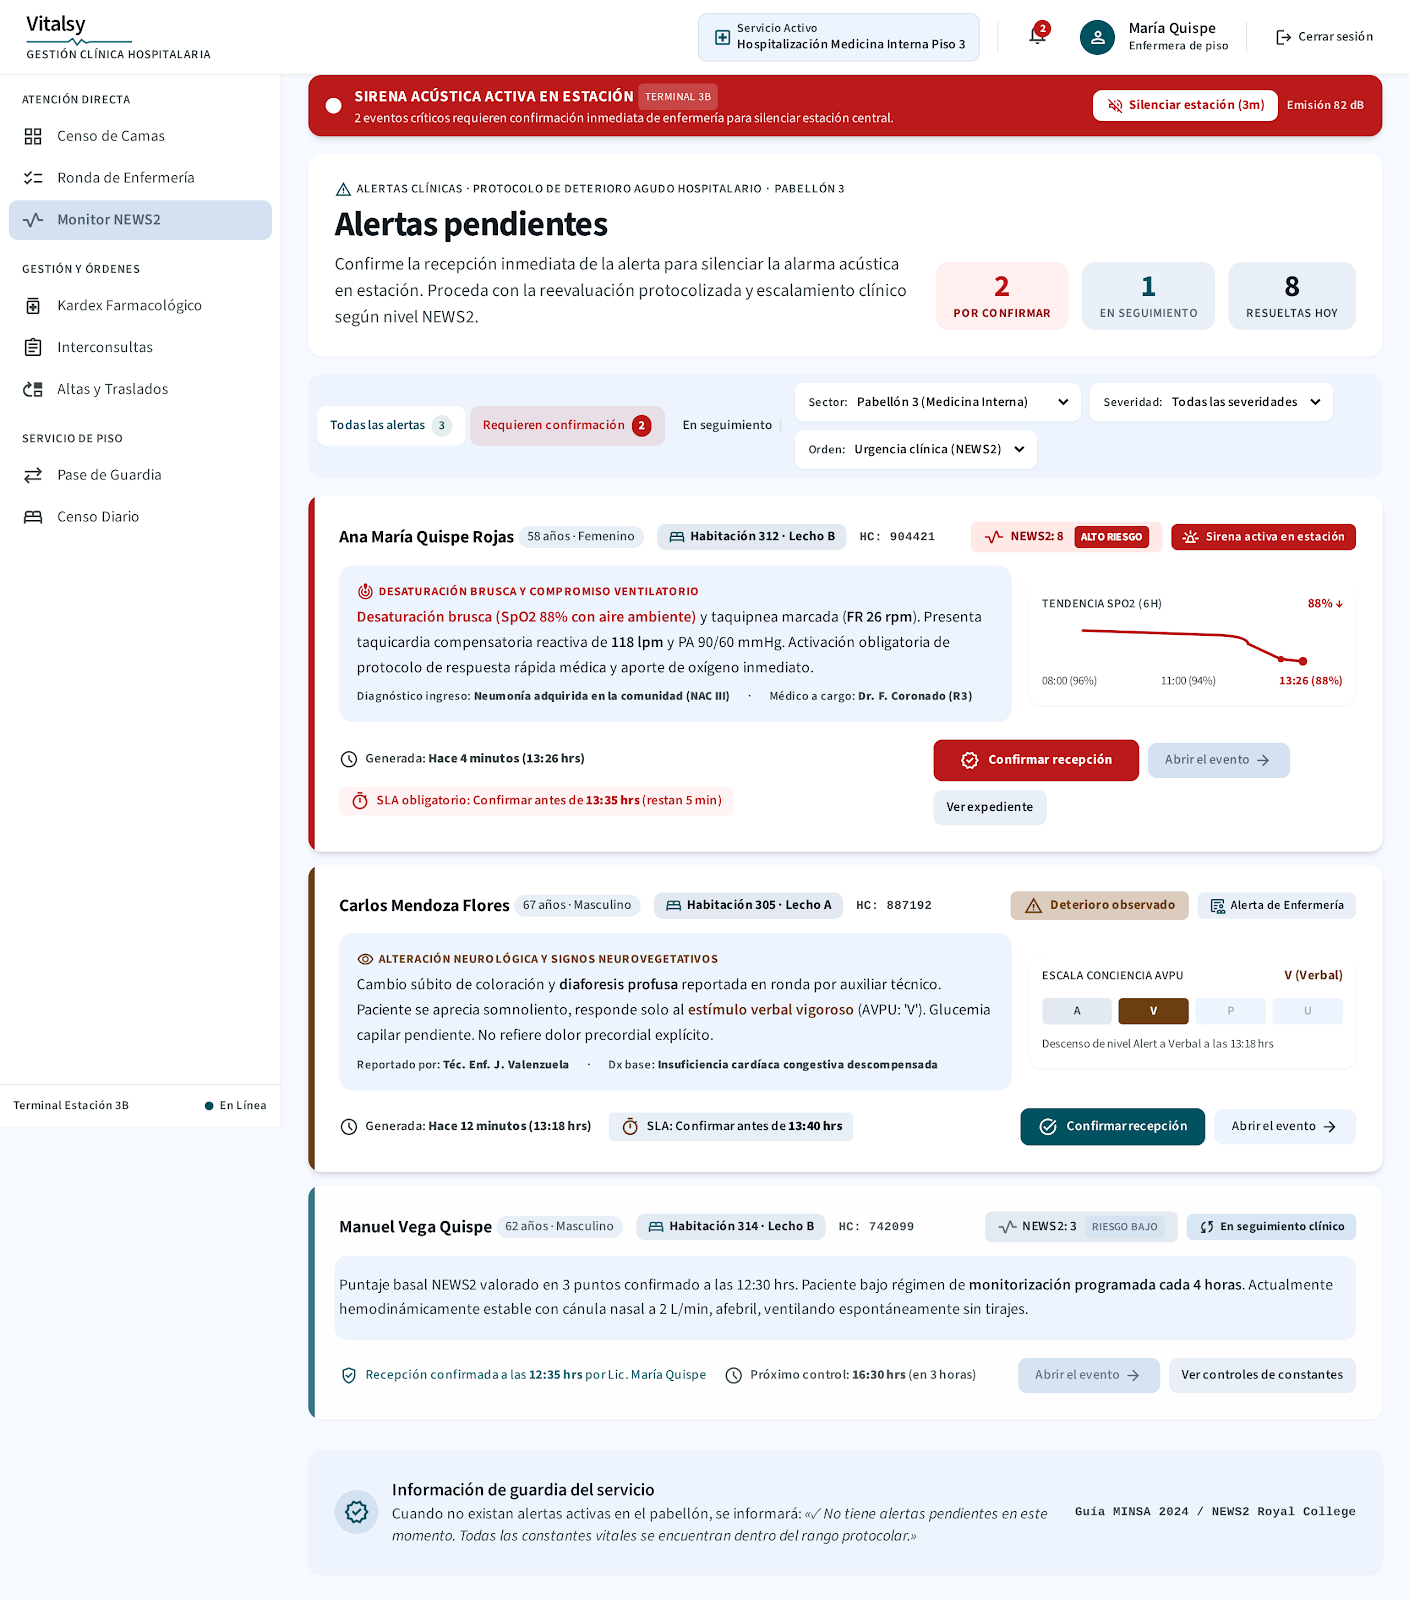 Vitalsy
GESTIÓN CLÍNICA HOSPITALARIA
Servicio Activo
Hospitalización Medicina Interna Piso 3
2
María Quispe
Enfermera de piso
Cerrar sesión
ATENCIÓN DIRECTA
Censo de Camas
Ronda de Enfermería
Monitor NEWS2
GESTIÓN Y ÓRDENES
Kardex Farmacológico
Interconsultas
Altas y Traslados
SERVICIO DE PISO
Pase de Guardia
Censo Diario
Terminal Estación 3B
En Línea
SIRENA ACÚSTICA ACTIVA EN ESTACIÓN TERMINAL 3B
2 eventos críticos requieren confirmación inmediata de enfermería para silenciar estación central.
Silenciar estación (3m)
Emisión 82 dB
ALERTAS CLÍNICAS · PROTOCOLO DE DETERIORO AGUDO HOSPITALARIO · PABELLÓN 3
Alertas pendientes
Confirme la recepción inmediata de la alerta para silenciar la alarma acústica
en estación. Proceda con la reevaluación protocolizada y escalamiento clínico
según nivel NEWS2.
2
POR CONFIRMAR
1
EN SEGUIMIENTO
8
RESUELTAS HOY
Todas las alertas 3
Requieren confirmación 2
En seguimiento
Sector: Pabellón 3 (Medicina Interna)
Severidad: Todas las severidades
Orden: Urgencia clínica (NEWS2)
Ana María Quispe Rojas 58 años · Femenino Habitación 312 · Lecho B HC: 904421
NEWS2: 8 ALTO RIESGO
Sirena activa en estación
DESATURACIÓN BRUSCA Y COMPROMISO VENTILATORIO
Desaturación brusca (SpO2 88% con aire ambiente) y taquipnea marcada (FR 26 rpm). Presenta
taquicardia compensatoria reactiva de 118 lpm y PA 90/60 mmHg. Activación obligatoria de
protocolo de respuesta rápida médica y aporte de oxígeno inmediato.
Diagnóstico ingreso: Neumonía adquirida en la comunidad (NAC III) · Médico a cargo: Dr. F. Coronado (R3)
TENDENCIA SPO2 (6H) 88% ↓
08:00 (96%) 11:00 (94%) 13:26 (88%)
Generada: Hace 4 minutos (13:26 hrs)
SLA obligatorio: Confirmar antes de 13:35 hrs (restan 5 min)
Confirmar recepción
Abrir el evento →
Ver expediente
Carlos Mendoza Flores 67 años · Masculino Habitación 305 · Lecho A HC: 887192
Deterioro observado
Alerta de Enfermería
ALTERACIÓN NEUROLÓGICA Y SIGNOS NEUROVEGETATIVOS
Cambio súbito de coloración y diaforesis profusa reportada en ronda por auxiliar técnico.
Paciente se aprecia somnoliento, responde solo al estímulo verbal vigoroso (AVPU: 'V'). Glucemia
capilar pendiente. No refiere dolor precordial explícito.
Reportado por: Téc. Enf. J. Valenzuela · Dx base: Insuficiencia cardíaca congestiva descompensada
ESCALA CONCIENCIA AVPU V (Verbal)
A V P U
Descenso de nivel Alert a Verbal a las 13:18 hrs
Generada: Hace 12 minutos (13:18 hrs)
SLA: Confirmar antes de 13:40 hrs
Confirmar recepción
Abrir el evento →
Manuel Vega Quispe 62 años · Masculino Habitación 314 · Lecho B HC: 742099
NEWS2: 3 RIESGO BAJO
En seguimiento clínico
Puntaje basal NEWS2 valorado en 3 puntos confirmado a las 12:30 hrs. Paciente bajo régimen de monitorización programada cada 4 horas. Actualmente
hemodinámicamente estable con cánula nasal a 2 L/min, afebril, ventilando espontáneamente sin tirajes.
Recepción confirmada a las 12:35 hrs por Lic. María Quispe
Próximo control: 16:30 hrs (en 3 horas)
Abrir el evento →
Ver controles de constantes
Información de guardia del servicio
Cuando no existan alertas activas en el pabellón, se informará: «✓ No tiene alertas pendientes en este
momento. Todas las constantes vitales se encuentran dentro del rango protocolar.»
Guía MINSA 2024 / NEWS2 Royal College